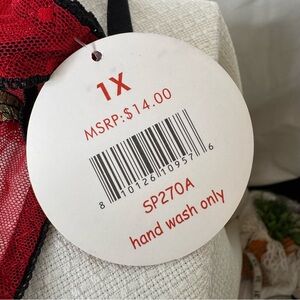 1X
MSRP:$14.00
8 10126 10957 6
SP270A
hand wash only